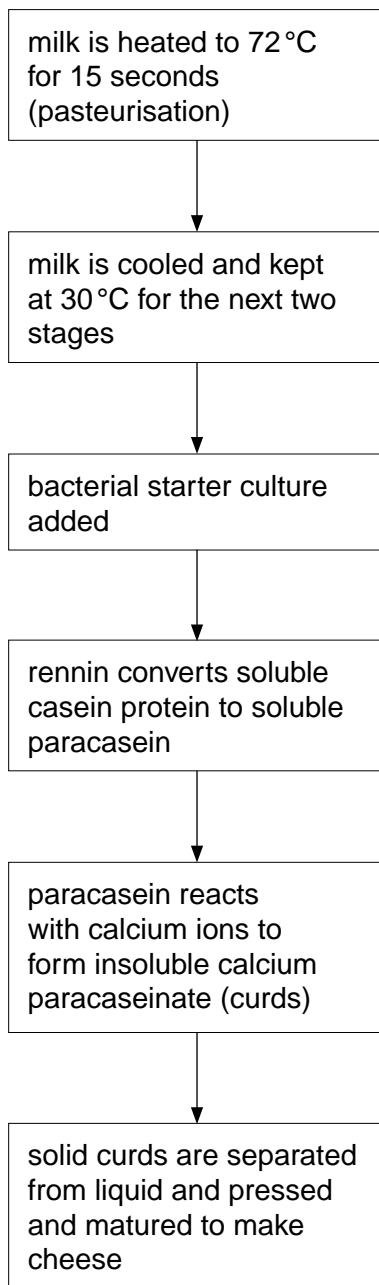 milk is heated to 72 °C
for 15 seconds
(pasteurisation)
milk is cooled and kept
at 30 °C for the next two
stages
bacterial starter culture
added
rennin converts soluble
casein protein to soluble
paracasein
paracasein reacts
with calcium ions to
form insoluble calcium
paracaseinate (curds)
solid curds are separated
from liquid and pressed
and matured to make
cheese